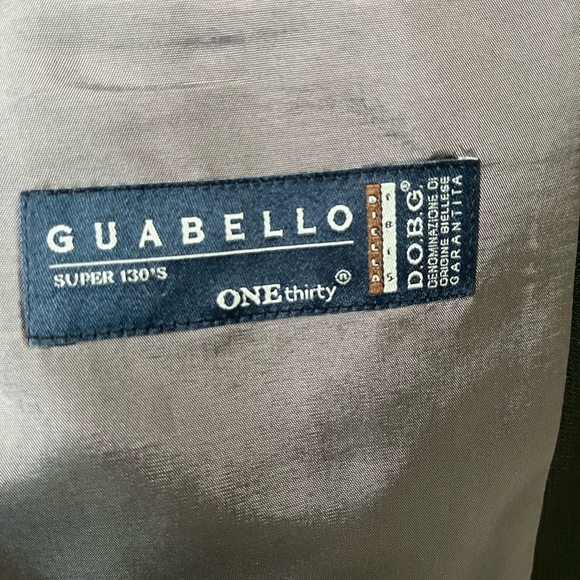 GUABELLO
SUPER 130'S
ONEthirty®
D.O.B.G.®
DENOMINAZIONE DI
ORIGINE BIELLESE
GARANTITA